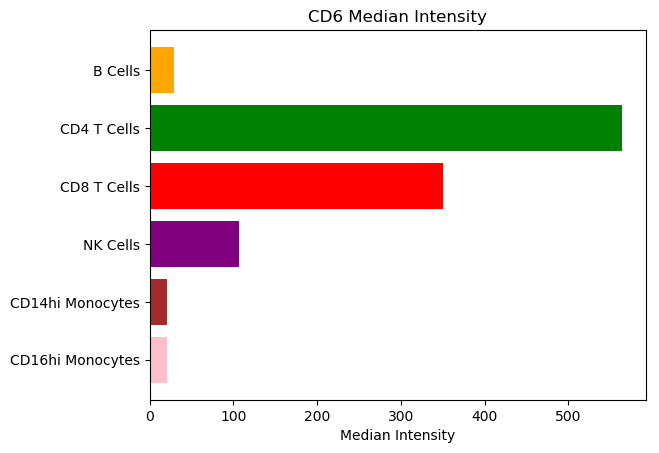 CD6 Median Intensity
B Cells
CD4 T Cells
CD8 T Cells
NK Cells
CD14hi Monocytes
CD16hi Monocytes
0 100 200 300 400 500
Median Intensity